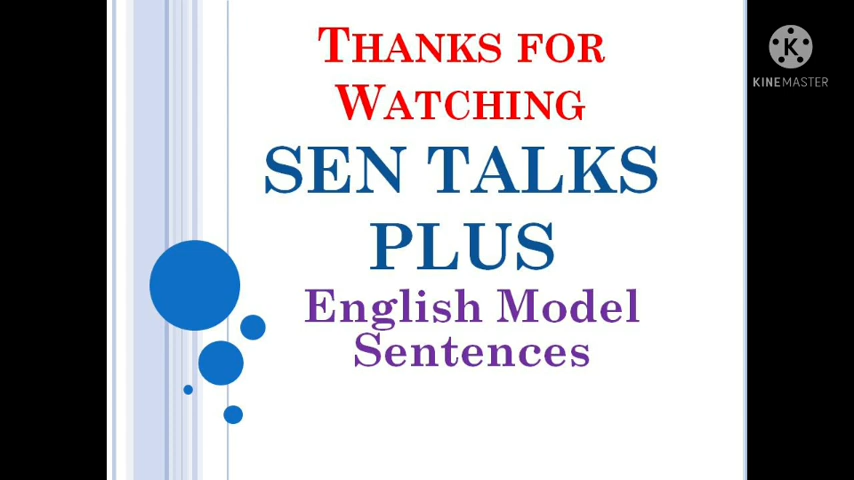 THANKS FOR
WATCHING
SEN TALKS
PLUS
English Model
Sentences
K
KINEMASTER